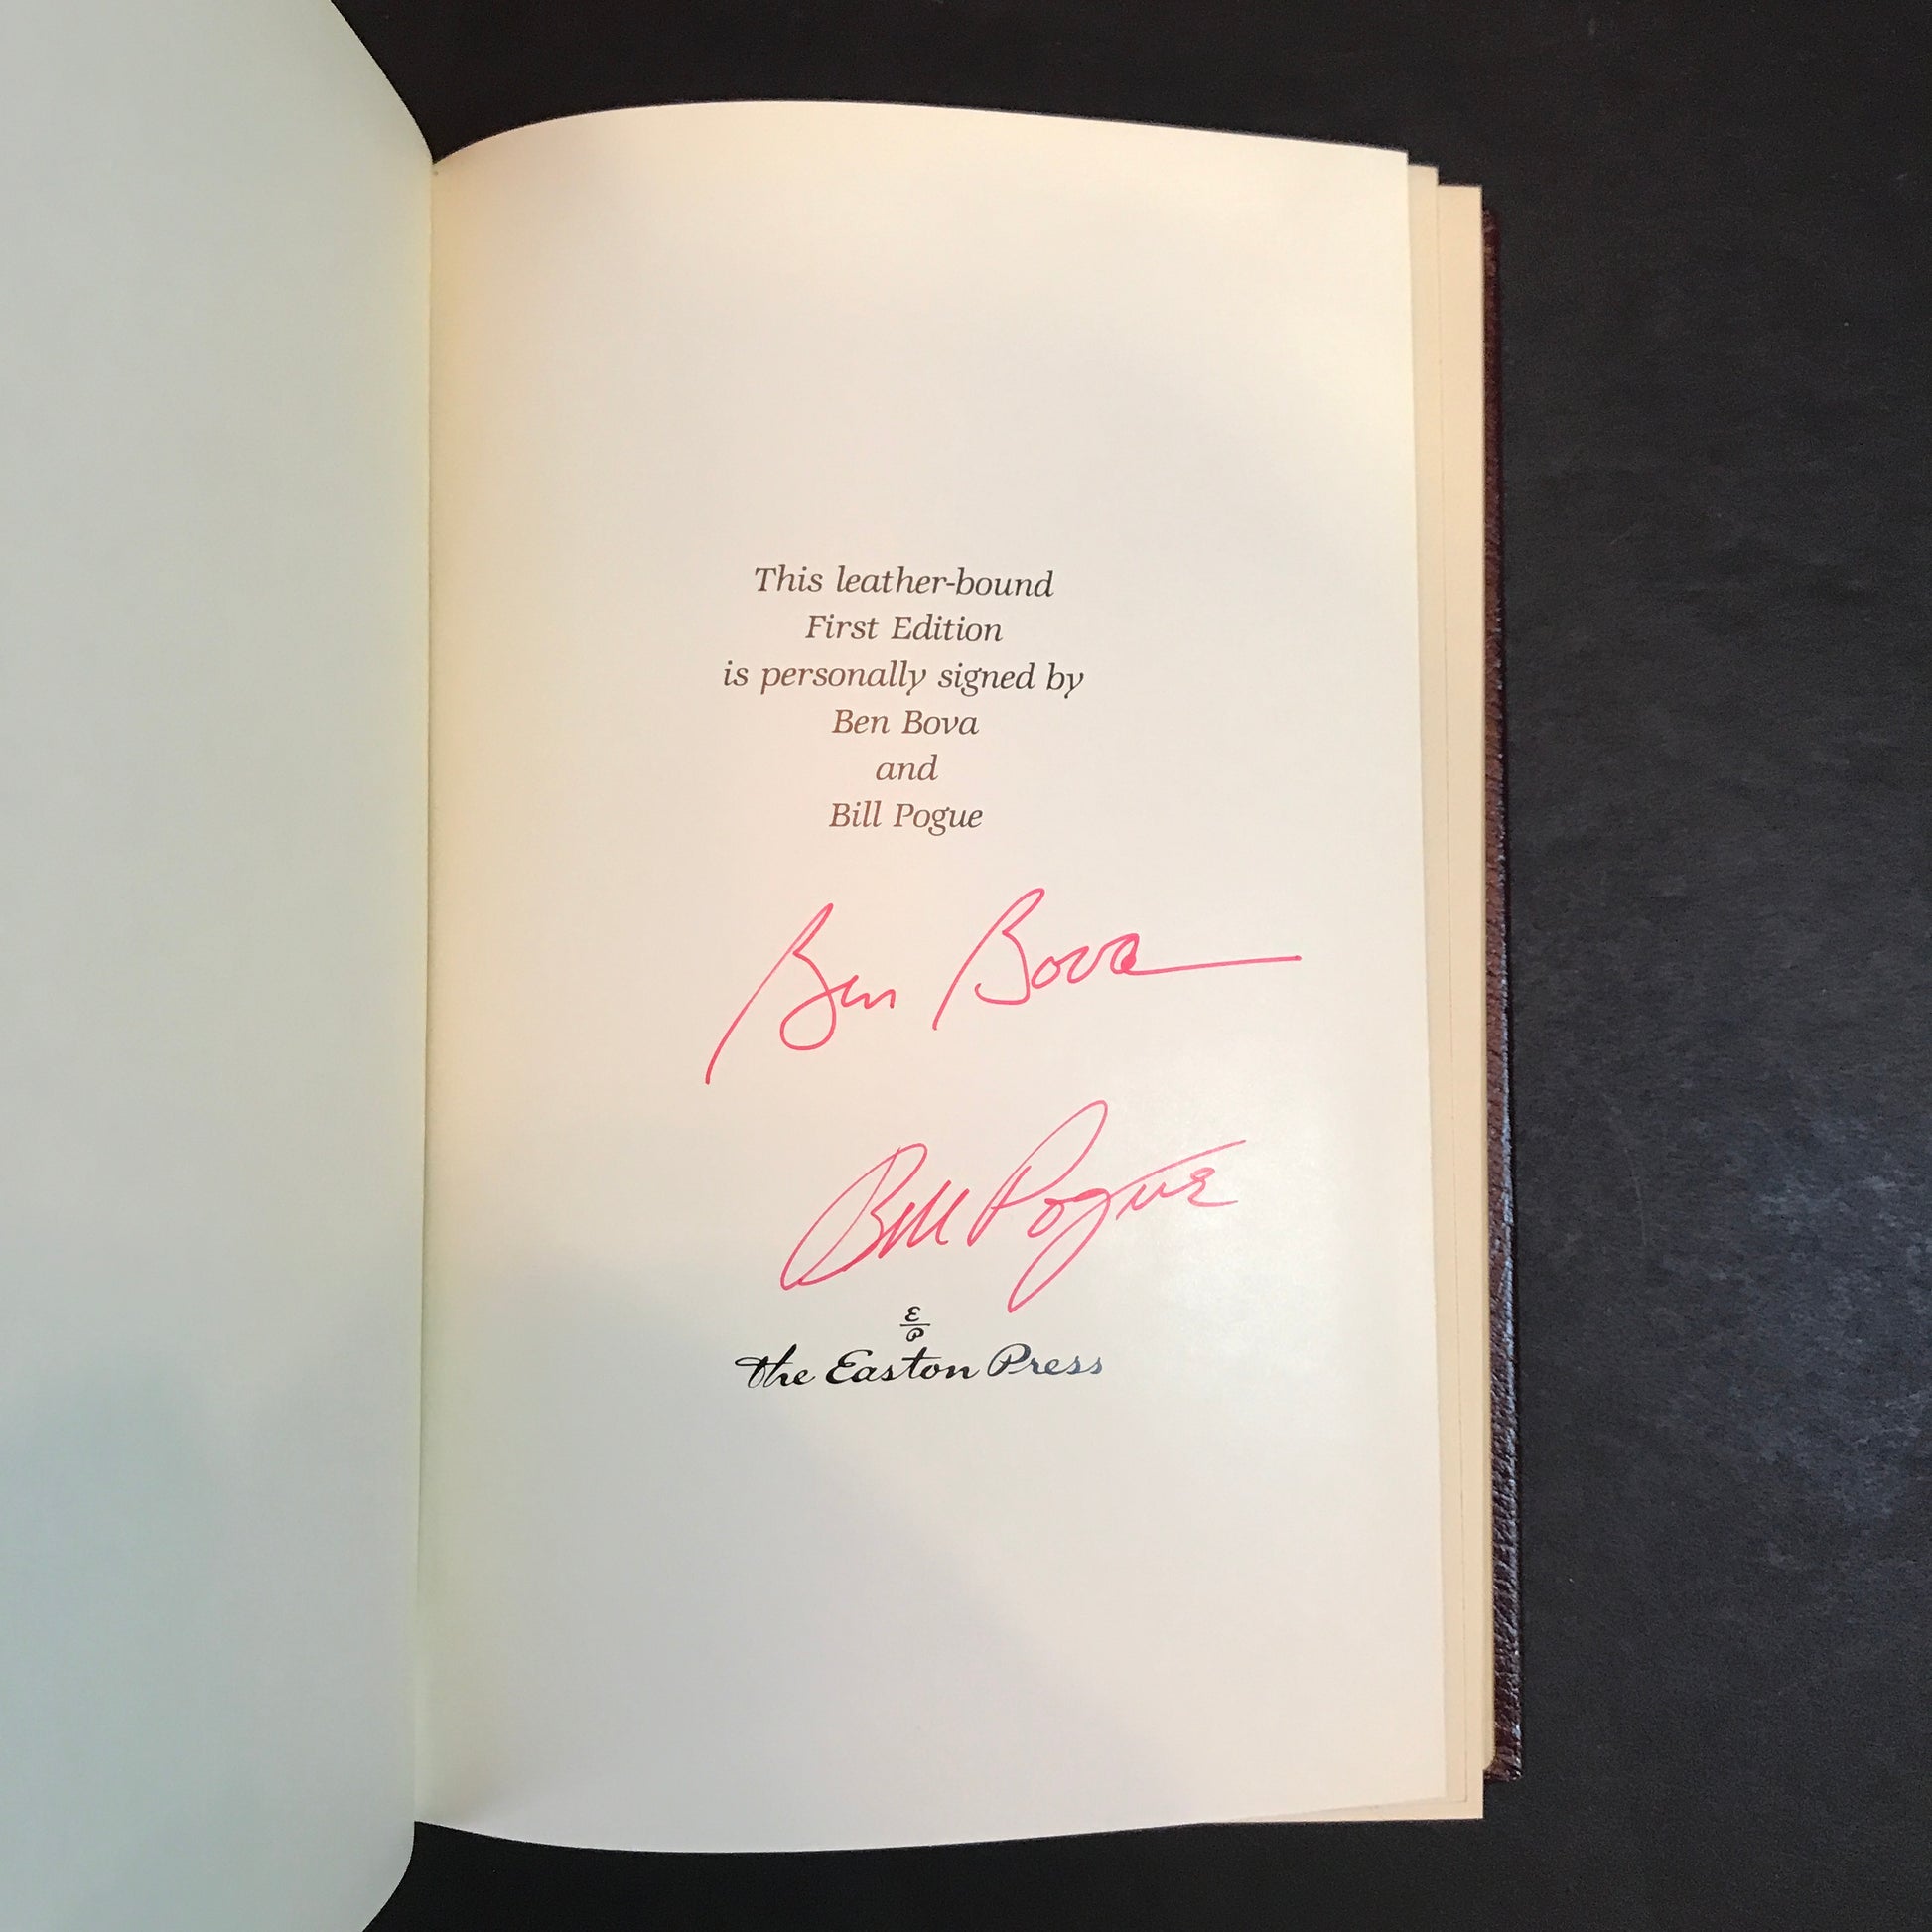 This leather-bound
First Edition
is personally signed by
Ben Bova
and
Bill Pogue
Ben Bova
Bill Pogue
E
P
The Easton Press